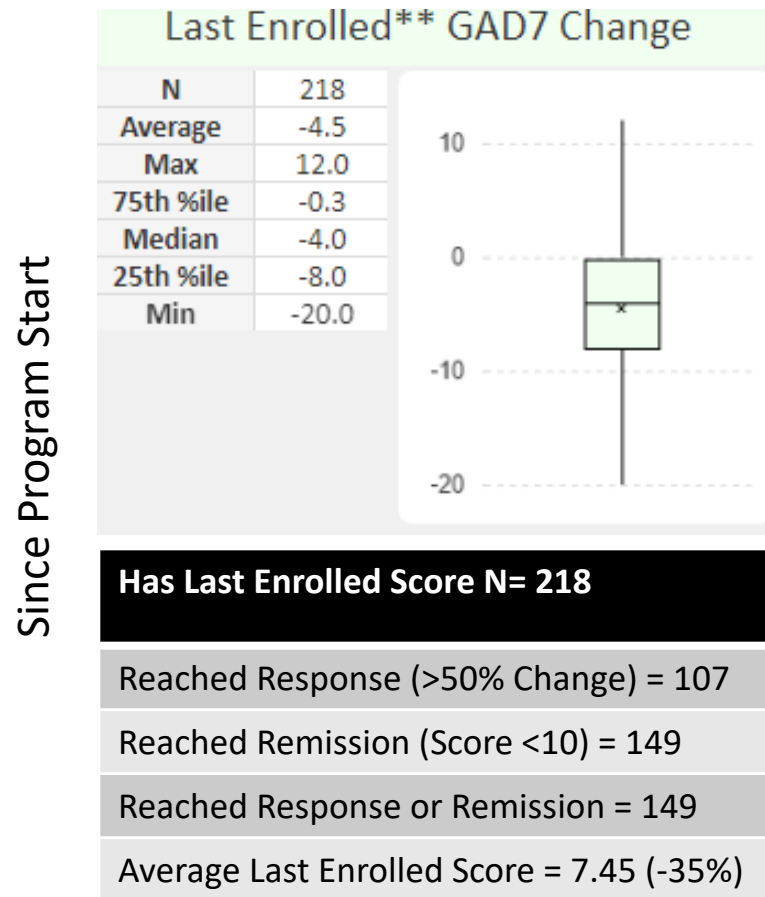 Since Program Start
Last Enrolled** GAD7 Change
N 218
Average -4.5
Max 12.0
75th %ile -0.3
Median -4.0
25th %ile -8.0
Min -20.0
10
0
-10
-20
Has Last Enrolled Score N= 218
Reached Response (>50% Change) = 107
Reached Remission (Score <10) = 149
Reached Response or Remission = 149
Average Last Enrolled Score = 7.45 (-35%)